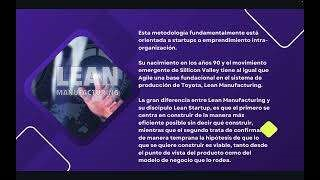 LEAN
MANUFACTURING
Esta metodología fundamentalmente está
orientada a startups o emprendimiento intra-
organización.
Su nacimiento en los años 90 y el movimiento
emergente de Sillicon Valley tiene al igual que
Agile una base fundacional en el sistema de
producción de Toyota, Lean Manufacturing.
La gran diferencia entre Lean Manufacturing y
su discípulo Lean Startup, es que el primero se
centra en construir de la manera más
eficiente posible sin decir qué construir,
mientras que el segundo trata de confirmar
de manera temprana la hipótesis de que lo
que se quiere construir es viable, tanto desde
el punto de vista del producto como del
modelo de negocio que lo rodea.